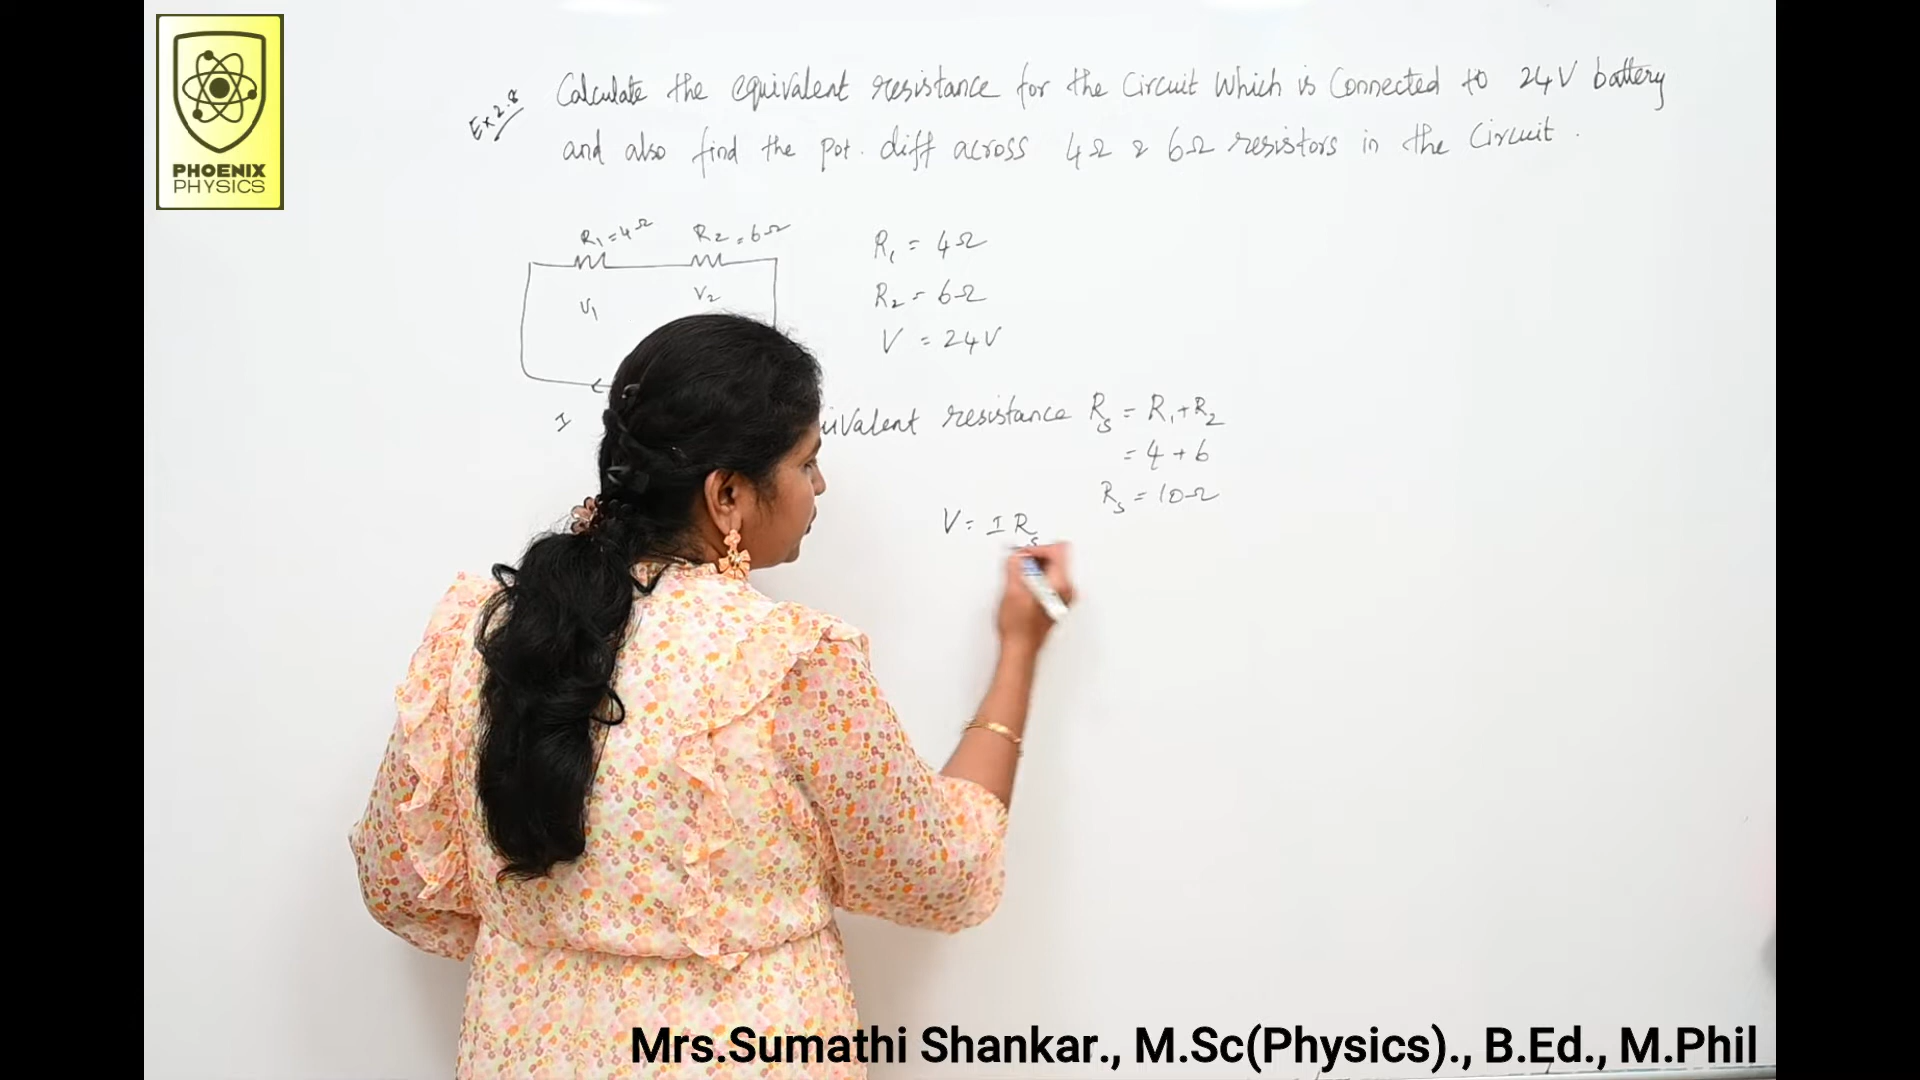 PHOENIX
PHYSICS
Ex 2.8
Calculate the equivalent resistance for the Circuit Which is Connected to 24V battery
and also find the pot. diff across 4Ω & 6Ω resistors in the Circuit.
R₁=4Ω R₂=6Ω
V₁ V₂
I
R₁ = 4Ω
R₂ = 6Ω
V = 24V
resistance Rₛ = R₁+R₂
= 4 + 6
Rₛ = 10Ω
V = I Rₛ
Mrs.Sumathi Shankar., M.Sc(Physics)., B.Ed., M.Phil